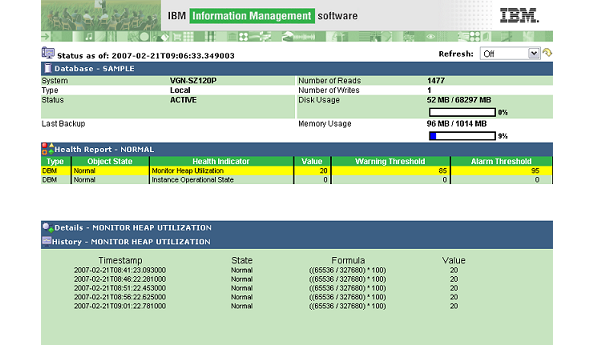 IBM Information Management software
IBM.
Status as of: 2007-02-21T09:06:33.349003 Refresh: Off
Database - SAMPLE
System VGN-SZ120P Number of Reads 1477
Type Local Number of Writes 1
Status ACTIVE Disk Usage 52 MB / 68297 MB
0%
Last Backup Memory Usage 96 MB / 1014 MB
9%
Health Report - NORMAL
Type Object State Health Indicator Value Warning Threshold Alarm Threshold
DBM Normal Monitor Heap Utilization 20 85 95
DBM Normal Instance Operational State 0 0 0
Details - MONITOR HEAP UTILIZATION
History - MONITOR HEAP UTILIZATION
Timestamp State Formula Value
2007-02-21T08:41:23.093000 Normal ((65536 / 327680) * 100) 20
2007-02-21T08:46:22.281000 Normal ((65536 / 327680) * 100) 20
2007-02-21T08:51:22.453000 Normal ((65536 / 327680) * 100) 20
2007-02-21T08:56:22.625000 Normal ((65536 / 327680) * 100) 20
2007-02-21T09:01:22.781000 Normal ((65536 / 327680) * 100) 20